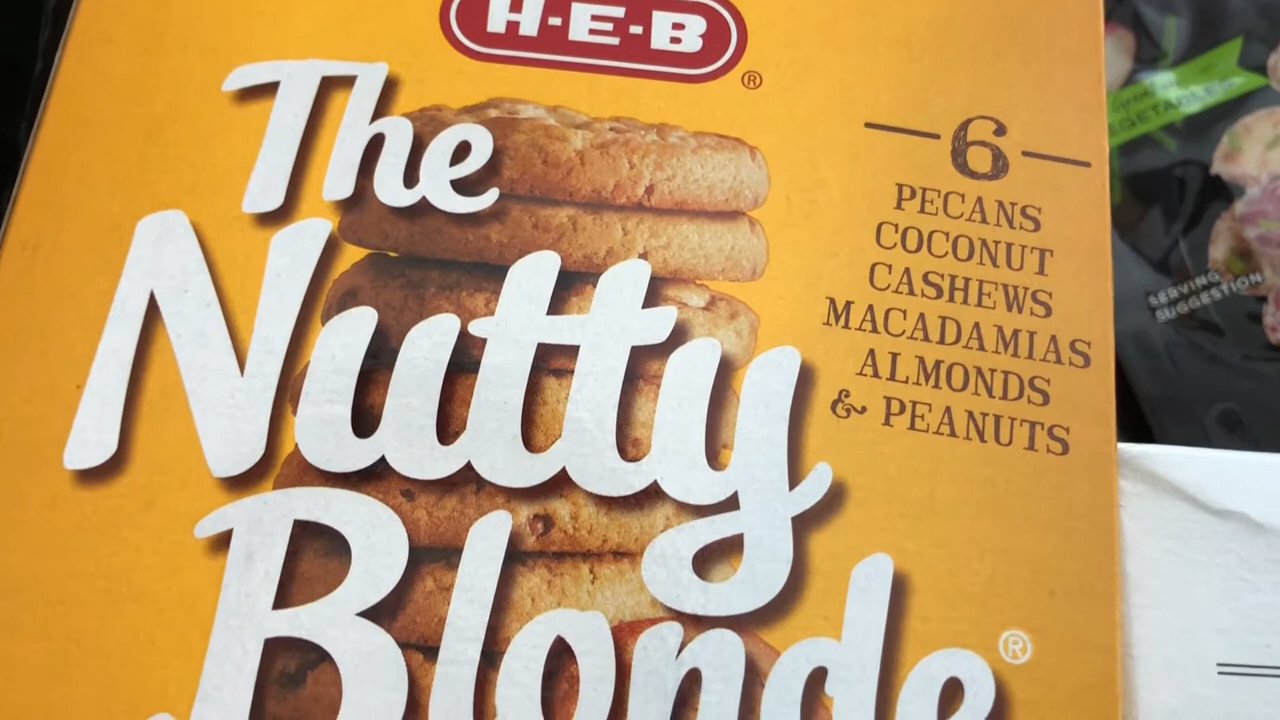 H-E-B
®
The
Nutty
Blonde
®
6
PECANS
COCONUT
CASHEWS
MACADAMIAS
ALMONDS
& PEANUTS
SERVING
SUGGESTION